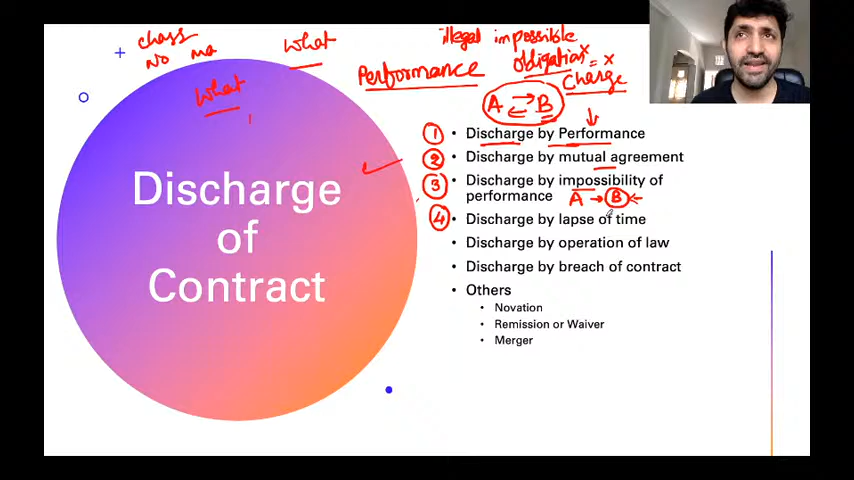 chass
no ma
what
what
illegal impossible
obligation x
= x
Performance
Charge
A → B
←
Discharge
of
Contract
① • Discharge by Performance
② • Discharge by mutual agreement
③ • Discharge by impossibility of
performance A → B ←
④ • Discharge by lapse of time
• Discharge by operation of law
• Discharge by breach of contract
• Others
• Novation
• Remission or Waiver
• Merger